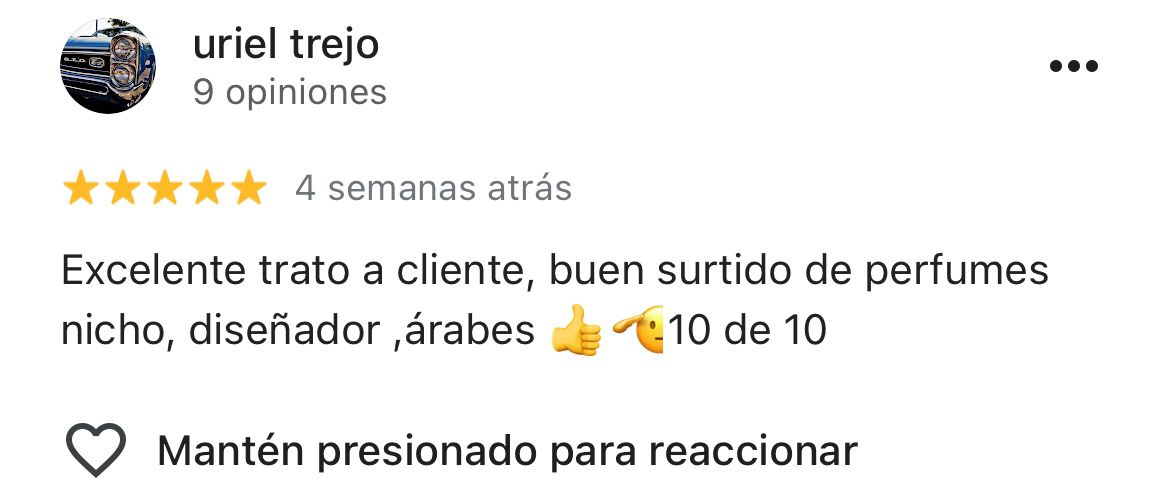 uriel trejo
9 opiniones
4 semanas atrás
Excelente trato a cliente, buen surtido de perfumes
nicho, diseñador ,árabes 👍🫡10 de 10
Mantén presionado para reaccionar